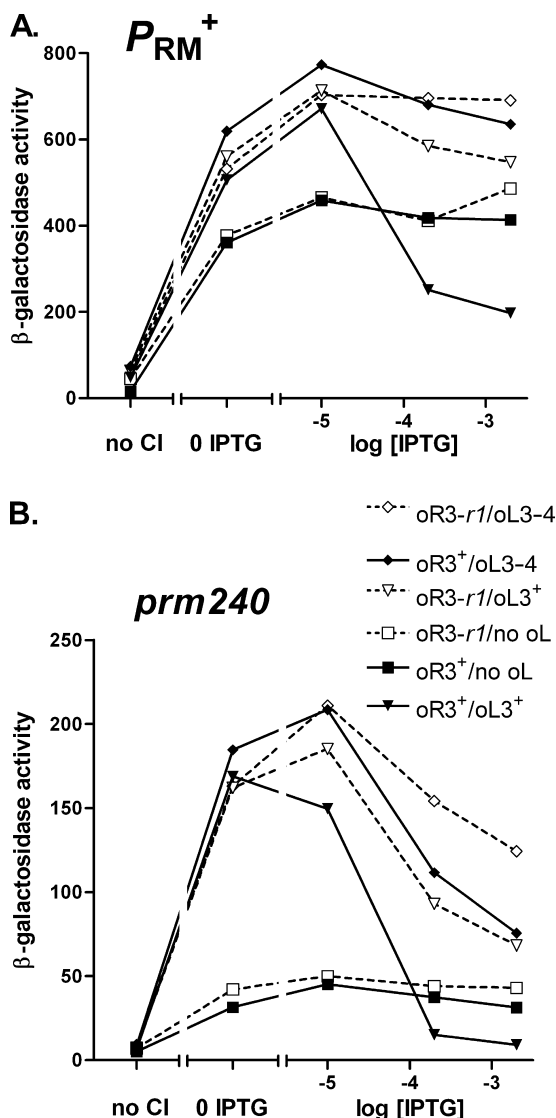 A.
P_RM^+
β-galactosidase activity
800
600
400
200
0
no CI 0 IPTG -5 -4 -3
log [IPTG]
B.
oR3-r1/oL3-4
oR3+/oL3-4
oR3-r1/oL3+
oR3-r1/no oL
oR3+/no oL
oR3+/oL3+
prm240
β-galactosidase activity
250
200
150
100
50
0
no CI 0 IPTG -5 -4 -3
log [IPTG]